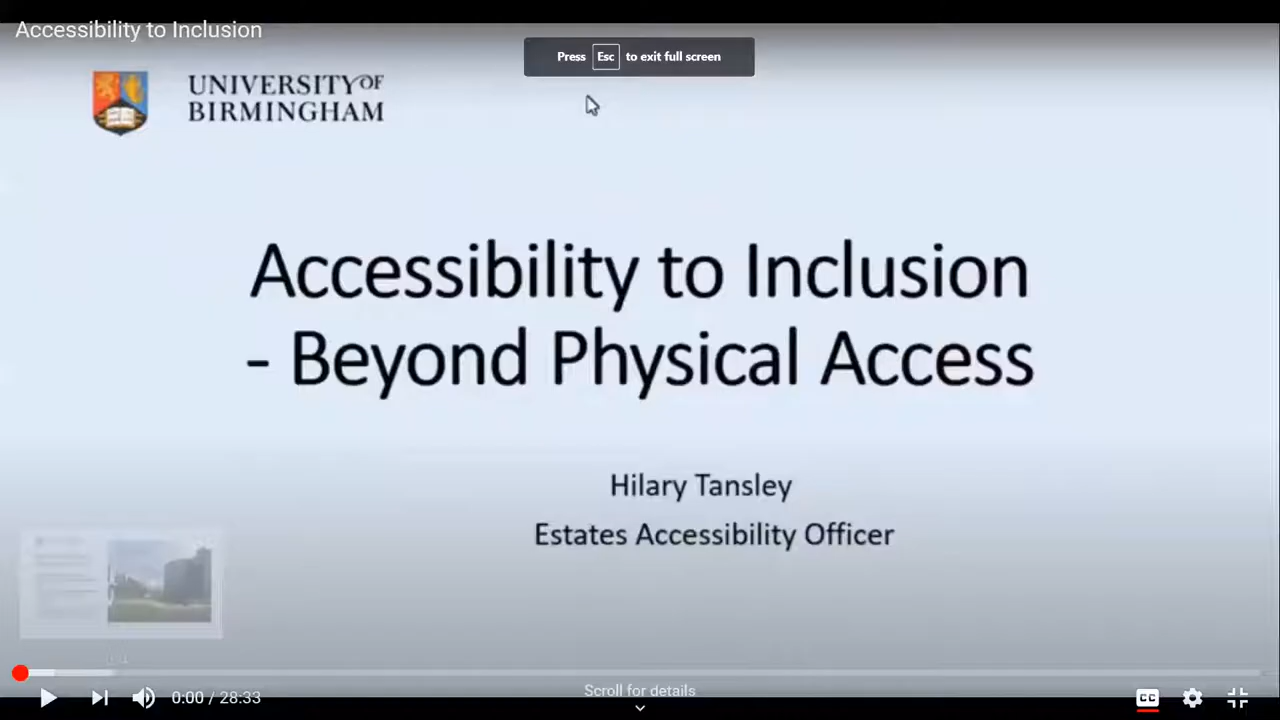 Accessibility to Inclusion
Press Esc to exit full screen
UNIVERSITY OF
BIRMINGHAM
Accessibility to Inclusion
- Beyond Physical Access
Hilary Tansley
Estates Accessibility Officer
0:00 / 28:33
Scroll for details
CC